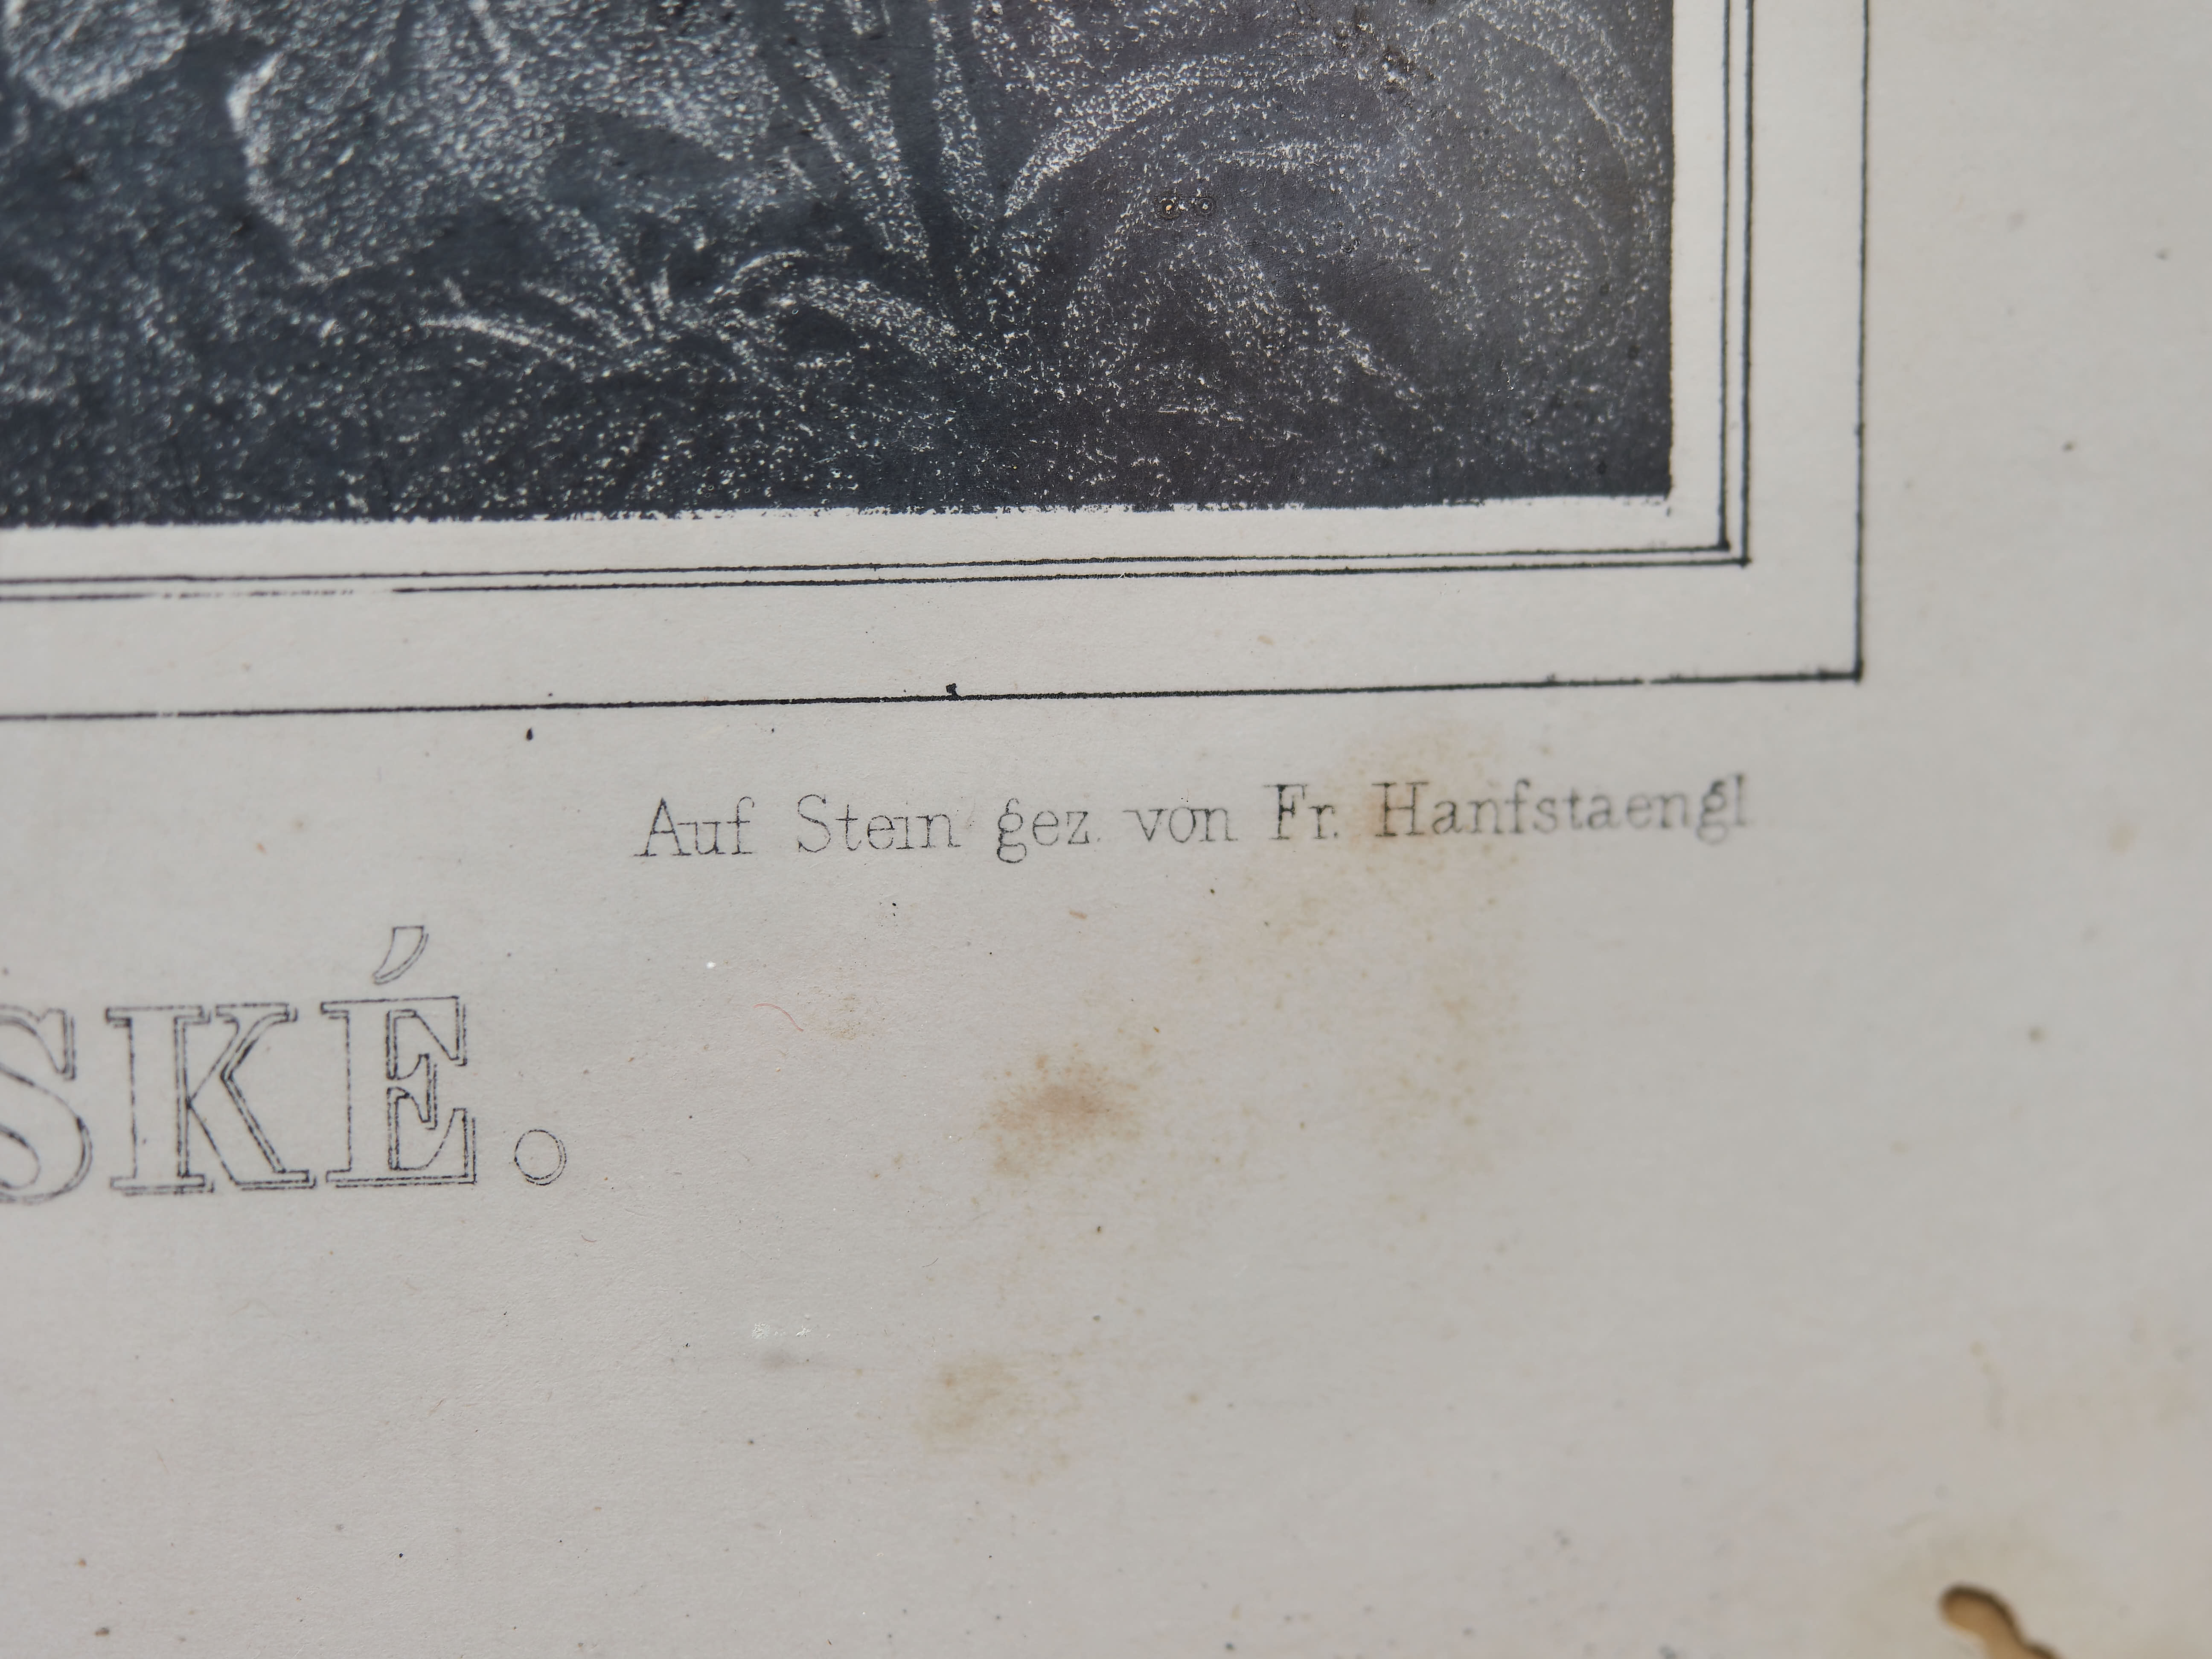 Auf Stein gez. von Fr. Hanfstaengl
SKÉ.